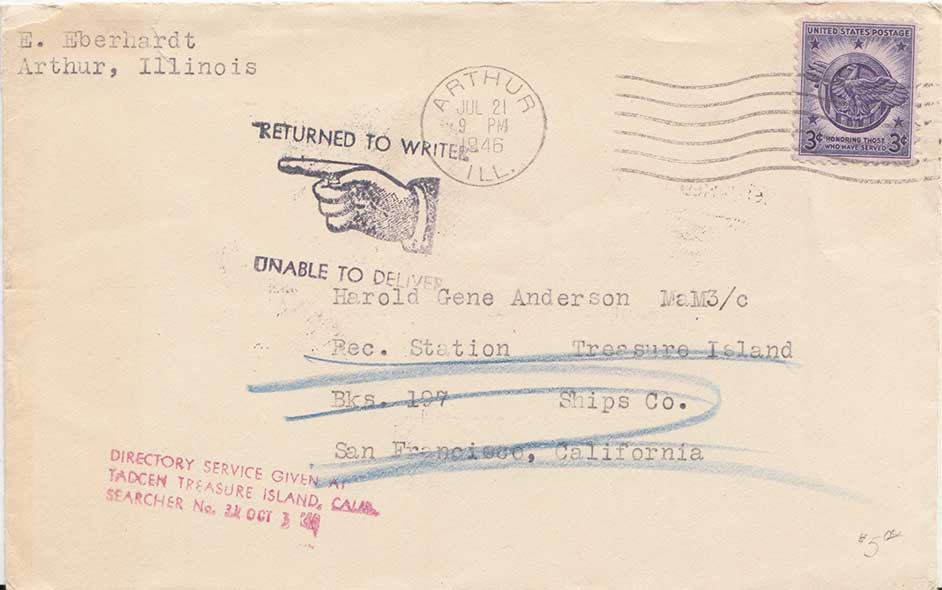 E. Eberhardt
Arthur, Illinois
UNITED STATES POSTAGE
3¢ HONORING THOSE WHO HAVE SERVED 3¢
ARTHUR
JUL 21
9 PM
1946
ILL.
RETURNED TO WRITER
UNABLE TO DELIVER
Harold Gene Anderson MaM3/c
Rec. Station Treasure Island
Bks. 197 Ships Co.
San Francisco, California
DIRECTORY SERVICE GIVEN AT
TADCEN TREASURE ISLAND, CALIF.
SEARCHER No. OCT
$5